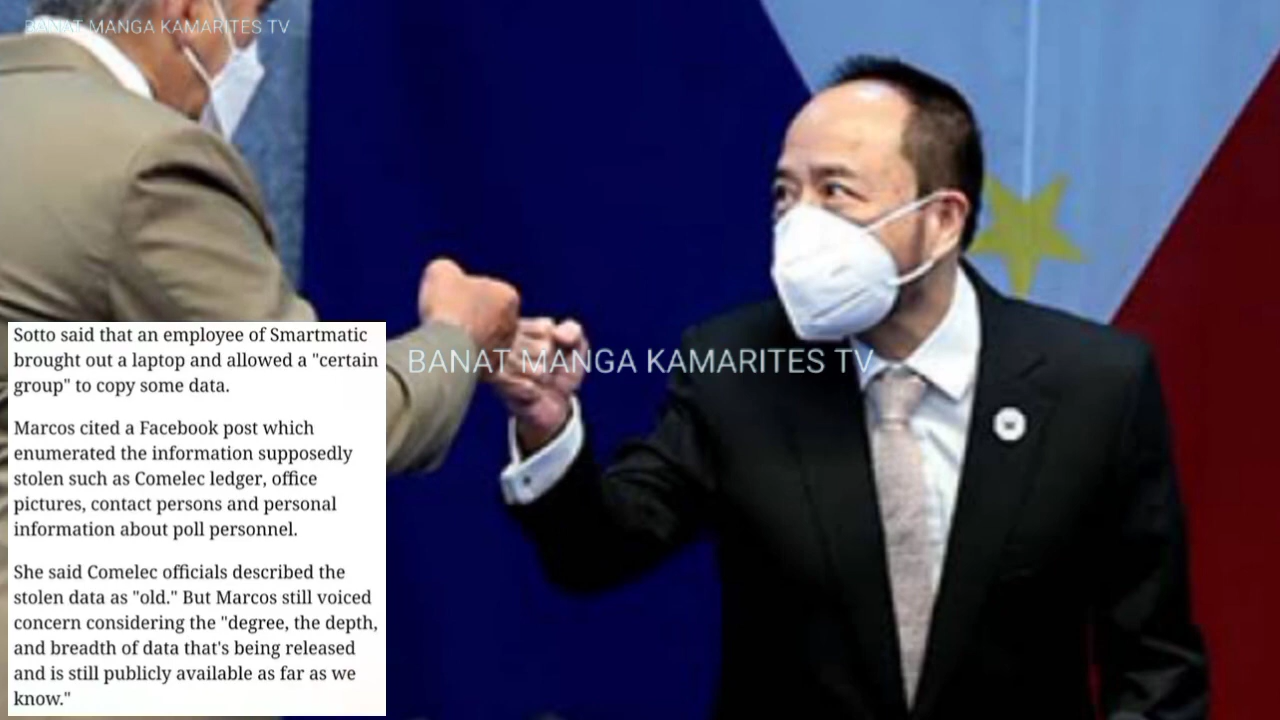 BANAT MANGA KAMARITES TV
BANAT MANGA KAMARITES TV
Sotto said that an employee of Smartmatic
brought out a laptop and allowed a "certain
group" to copy some data.
Marcos cited a Facebook post which
enumerated the information supposedly
stolen such as Comelec ledger, office
pictures, contact persons and personal
information about poll personnel.
She said Comelec officials described the
stolen data as "old." But Marcos still voiced
concern considering the "degree, the depth,
and breadth of data that's being released
and is still publicly available as far as we
know."